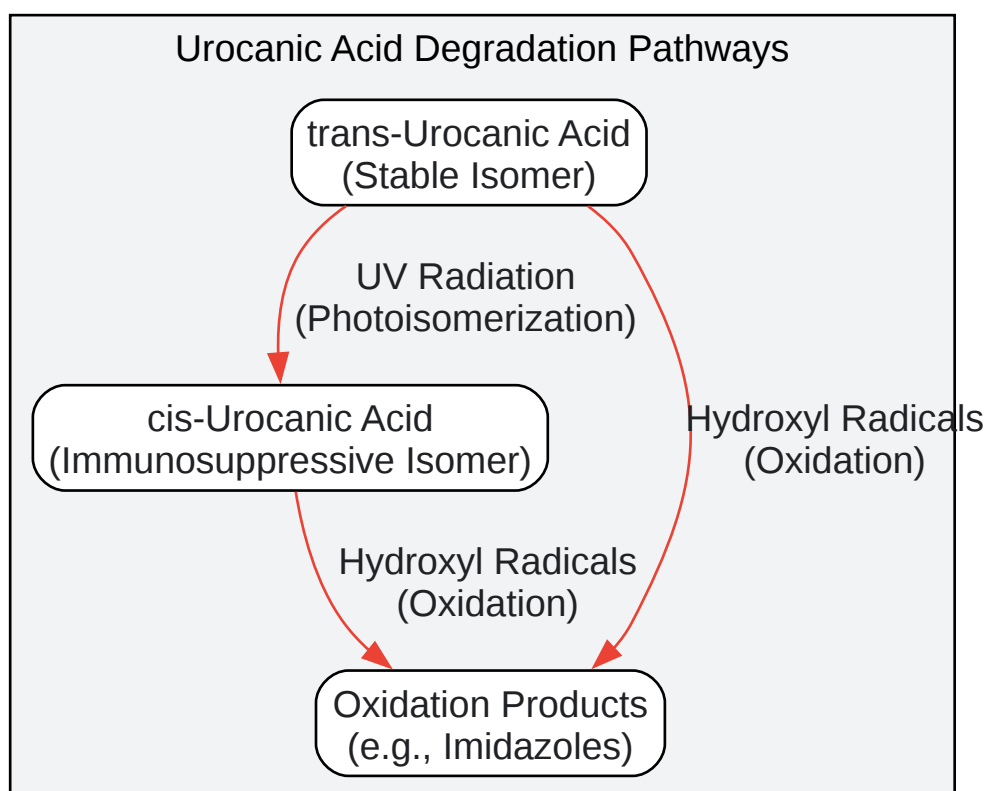 Urocanic Acid Degradation Pathways
trans-Urocanic Acid
(Stable Isomer)
UV Radiation
(Photoisomerization)
cis-Urocanic Acid
(Immunosuppressive Isomer)
Hydroxyl Radicals
(Oxidation)
Hydroxyl Radicals
(Oxidation)
Oxidation Products
(e.g., Imidazoles)